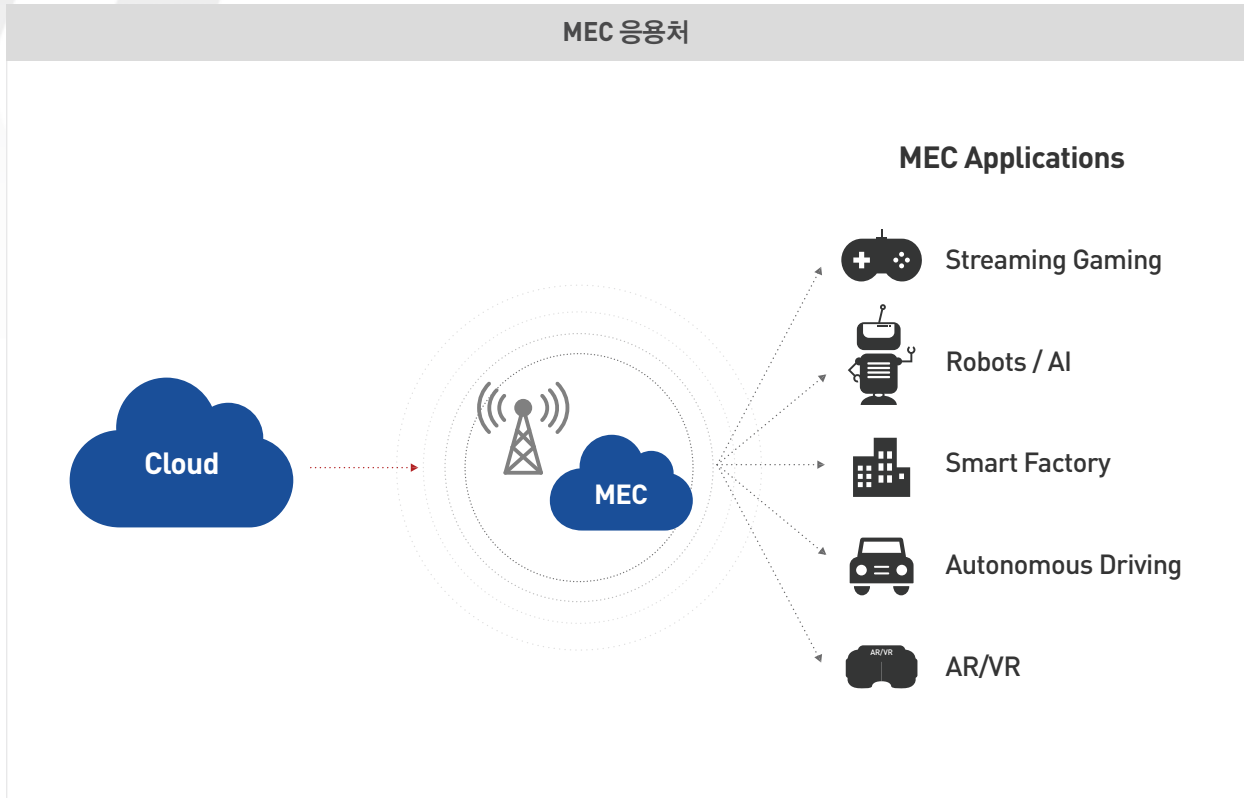 MEC 응용처
MEC Applications
Streaming Gaming
Robots / AI
Cloud
MEC
Smart Factory
Autonomous Driving
AR/VR
AR/VR